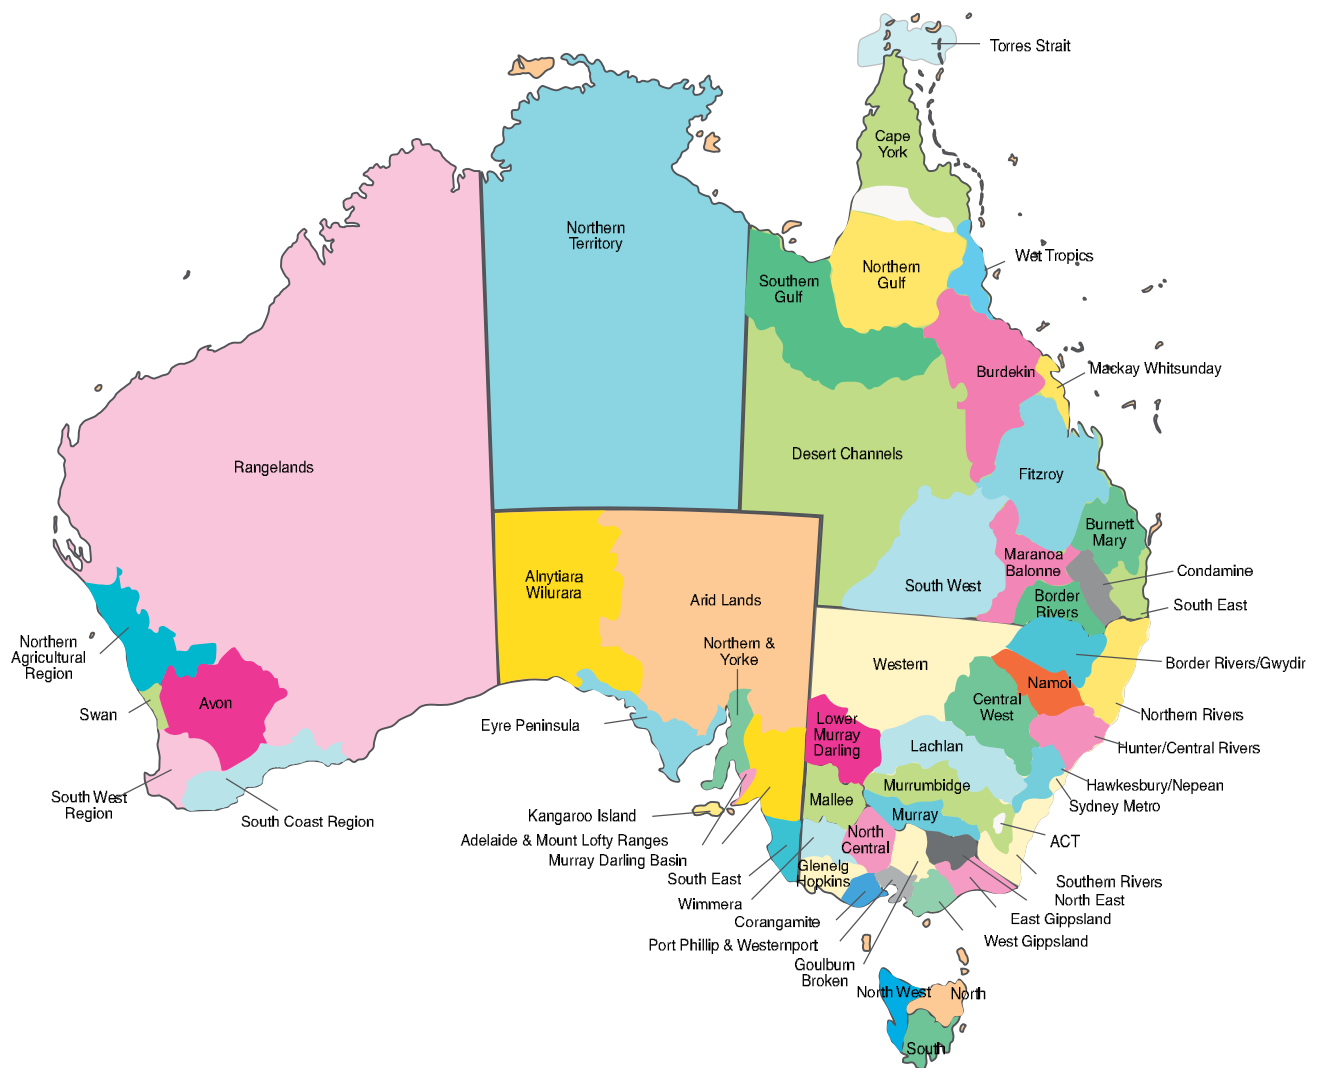 Torres Strait
Cape
York
Northern
Territory
Wet Tropics
Northern
Gulf
Southern
Gulf
Burdekin
Mackay Whitsunday
Desert Channels
Rangelands
Fitzroy
Burnett
Mary
Maranoa
Balonne
Condamine
Alnytiara
Wilurara
South West
Arid Lands
Border
Rivers
South East
Northern
Agricultural
Region
Northern &
Yorke
Western
Border Rivers/Gwydir
Namoi
Avon
Central
West
Swan
Eyre Peninsula
Lower
Murray
Darling
Northern Rivers
Lachlan
Hunter/Central Rivers
Murrumbidge
Hawkesbury/Nepean
South West
Region
Mallee
Sydney Metro
South Coast Region
Kangaroo Island
Murray
Adelaide & Mount Lofty Ranges
North
Central
ACT
Murray Darling Basin
South East
Glenelg
Hopkins
Southern Rivers
Wimmera
North East
Corangamite
East Gippsland
Port Phillip & Westernport
West Gippsland
Goulburn
Broken
North West
North
South